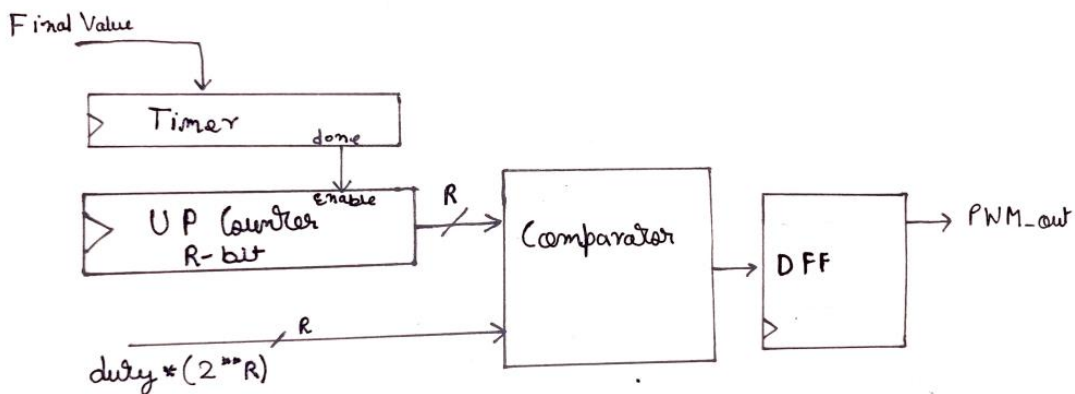 Final Value
Timer
done
Enable
UP Counter
R-bit
R
Comparator
DFF
PWM_out
R
duty*(2**R)